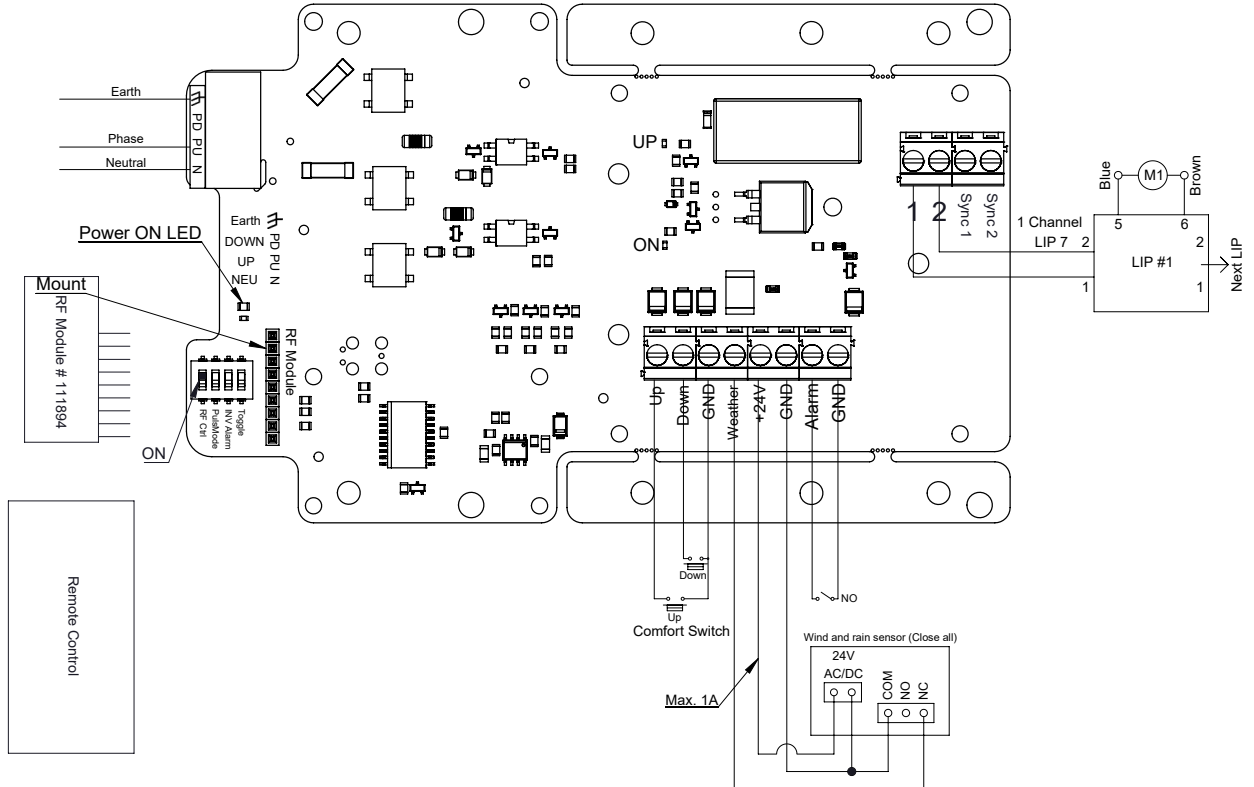 Earth
Phase
Neutral
PD PU N
Earth
DOWN
UP
NEU
PD PU N
Power ON LED
Mount
RF Module # 111894
RF Module
RF Ctrl
PulsMode
INV Alarm
Toggle
ON
Remote Control
UP
ON
1
2
Sync 1
Sync 2
1 Channel
LIP 7
2
1
Blue
M1
Brown
5
6
LIP #1
2
1
Next LIP
Up
Down
GND
Weather
+24V
GND
Alarm
GND
Down
Up
Comfort Switch
NO
Max. 1A
Wind and rain sensor (Close all)
24V
AC/DC
COM
NO
NC